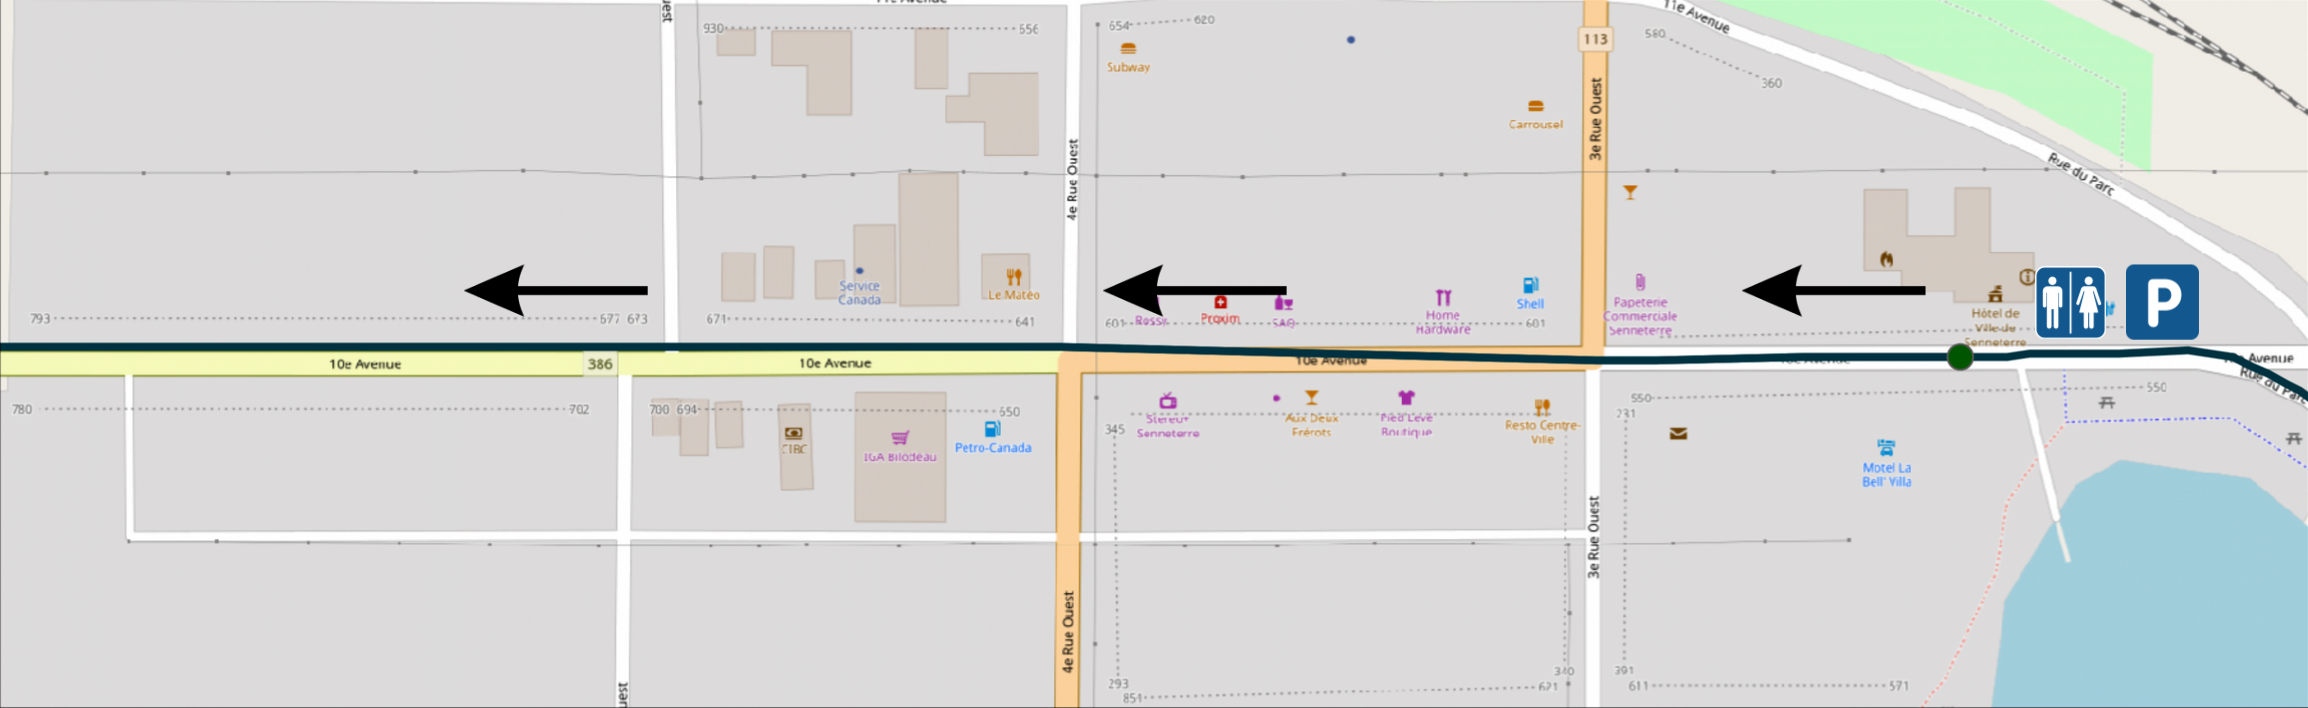 11e Avenue
11e Avenue
uest
930
556
654
620
113
580
360
Subway
Carrousel
3e Rue Ouest
4e Rue Ouest
Rue du Parc
Service
Canada
Le Matéo
Rossy
Proxim
SAQ
Home
Hardware
Shell
Papeterie
Commerciale
Senneterre
Hôtel de
Ville de
Senneterre
P
793
677
673
671
641
601
601
10e Avenue
386
10e Avenue
10e Avenue
10e Avenue
Avenue
Rue du Parc
780
702
700
694
650
550
550
231
345
CIBC
IGA Bilodeau
Petro-Canada
Stéréo+
Senneterre
Aux Deux
Frérots
Pied Levé
Boutique
Resto Centre-
Ville
Motel La
Bell' Villa
3e Rue Ouest
4e Rue Ouest
uest
293
851
340
621
391
611
571